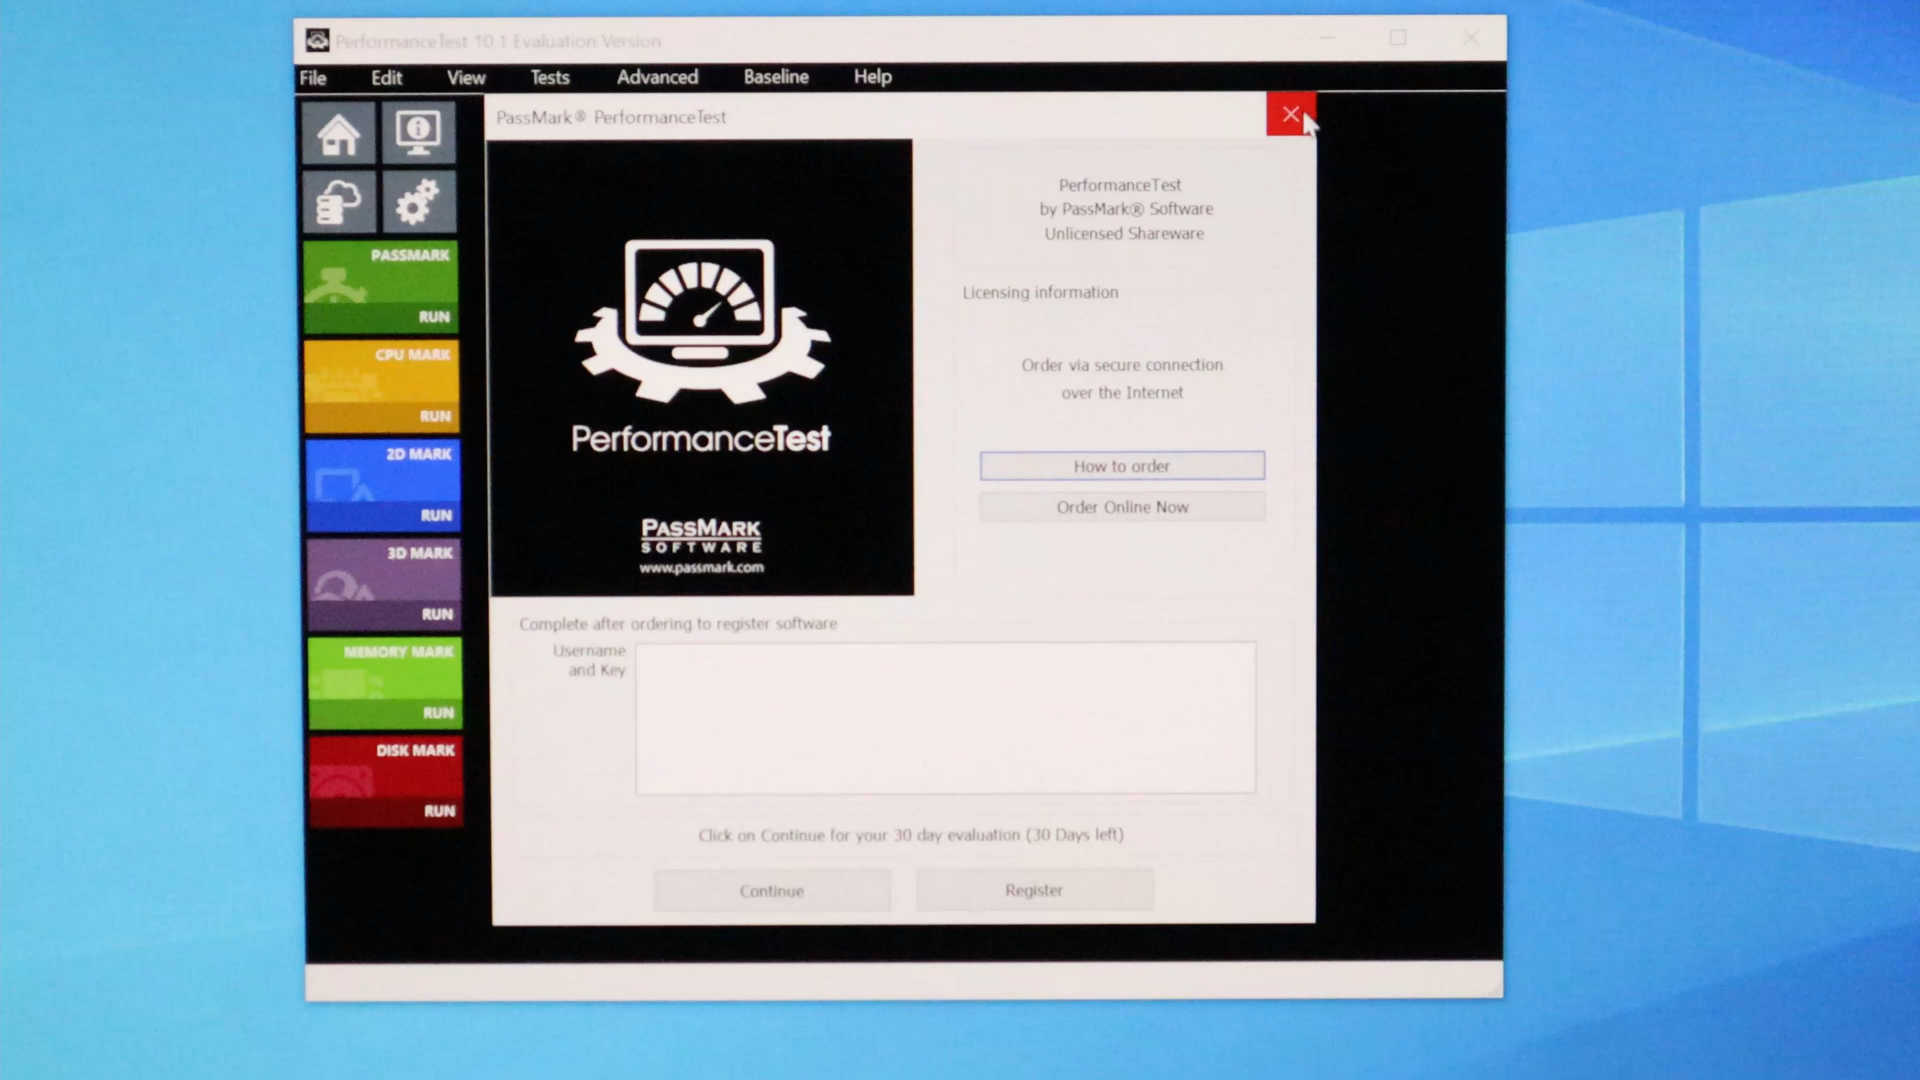 PerformanceTest 10.1 Evaluation Version
File Edit View Tests Advanced Baseline Help
PassMark® PerformanceTest
PASSMARK
RUN
CPU MARK
RUN
2D MARK
RUN
3D MARK
RUN
MEMORY MARK
RUN
DISK MARK
RUN
PerformanceTest
PASSMARK
SOFTWARE
www.passmark.com
PerformanceTest
by PassMark® Software
Unlicensed Shareware
Licensing information
Order via secure connection
over the Internet
How to order
Order Online Now
Complete after ordering to register software
Username
and Key
Click on Continue for your 30 day evaluation (30 Days left)
Continue Register